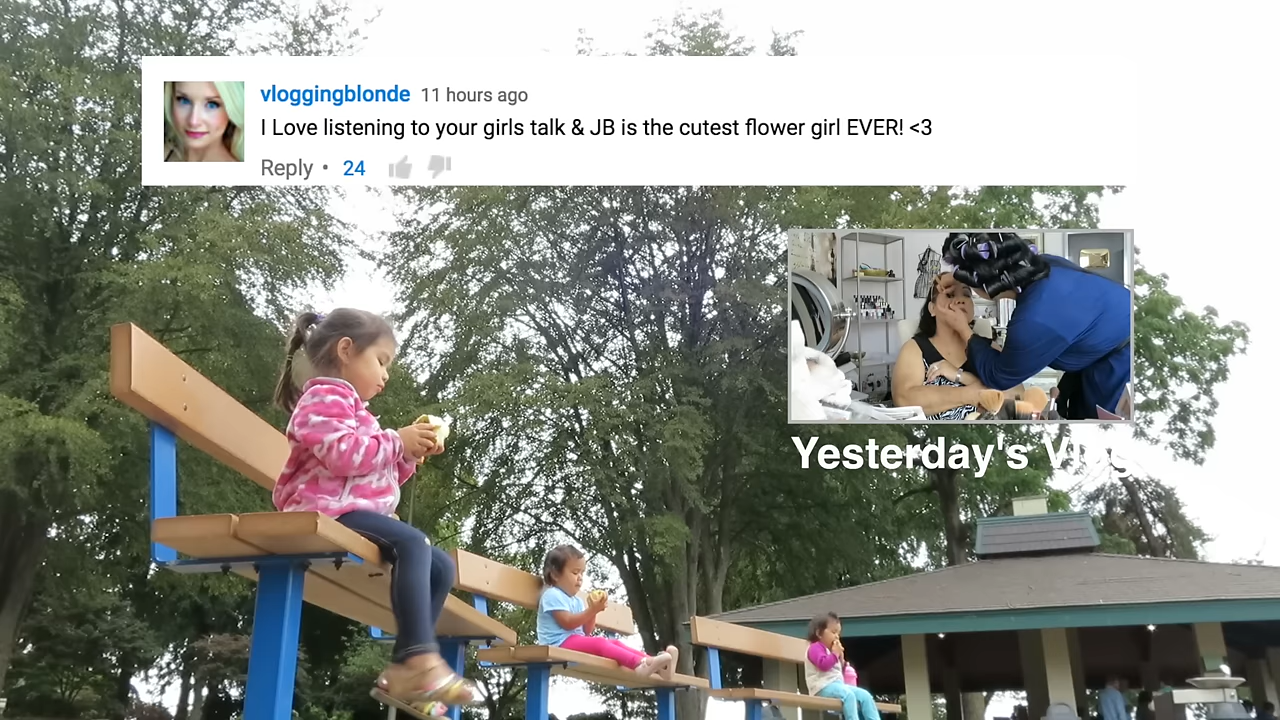 vloggingblonde 11 hours ago
I Love listening to your girls talk & JB is the cutest flower girl EVER! <3
Reply • 24
Yesterday's Vlog